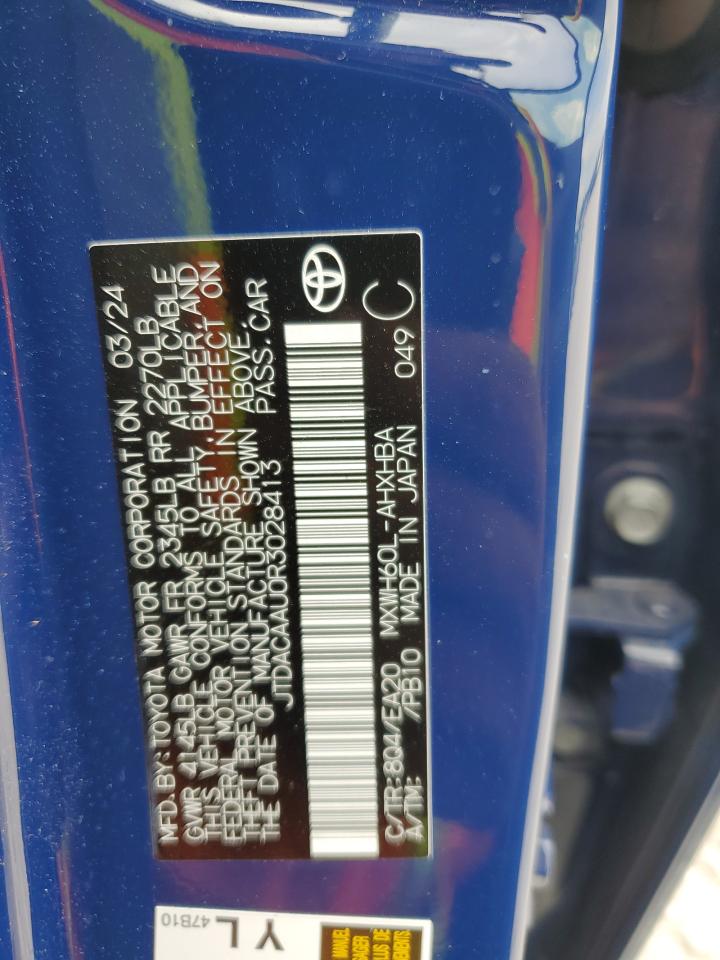 MFD.BY:TOYOTA MOTOR CORPORATION 03/24
GVWR 4145LB GAWR FR 2345LB RR 2270LB
THIS VEHICLE CONFORMS TO ALL APPLICABLE
FEDERAL MOTOR VEHICLE SAFETY,BUMPER,AND
THEFT PREVENTION STANDARDS IN EFFECT ON
THE DATE OF MANUFACTURE SHOWN ABOVE.
JTDACAAU0R3028413 PASS.CAR
C/TR:8Q4/EA20 MXWH60L-AHXHBA
A/TM: /PB10 MADE IN JAPAN 049 C
YL
47B10
MANUEL